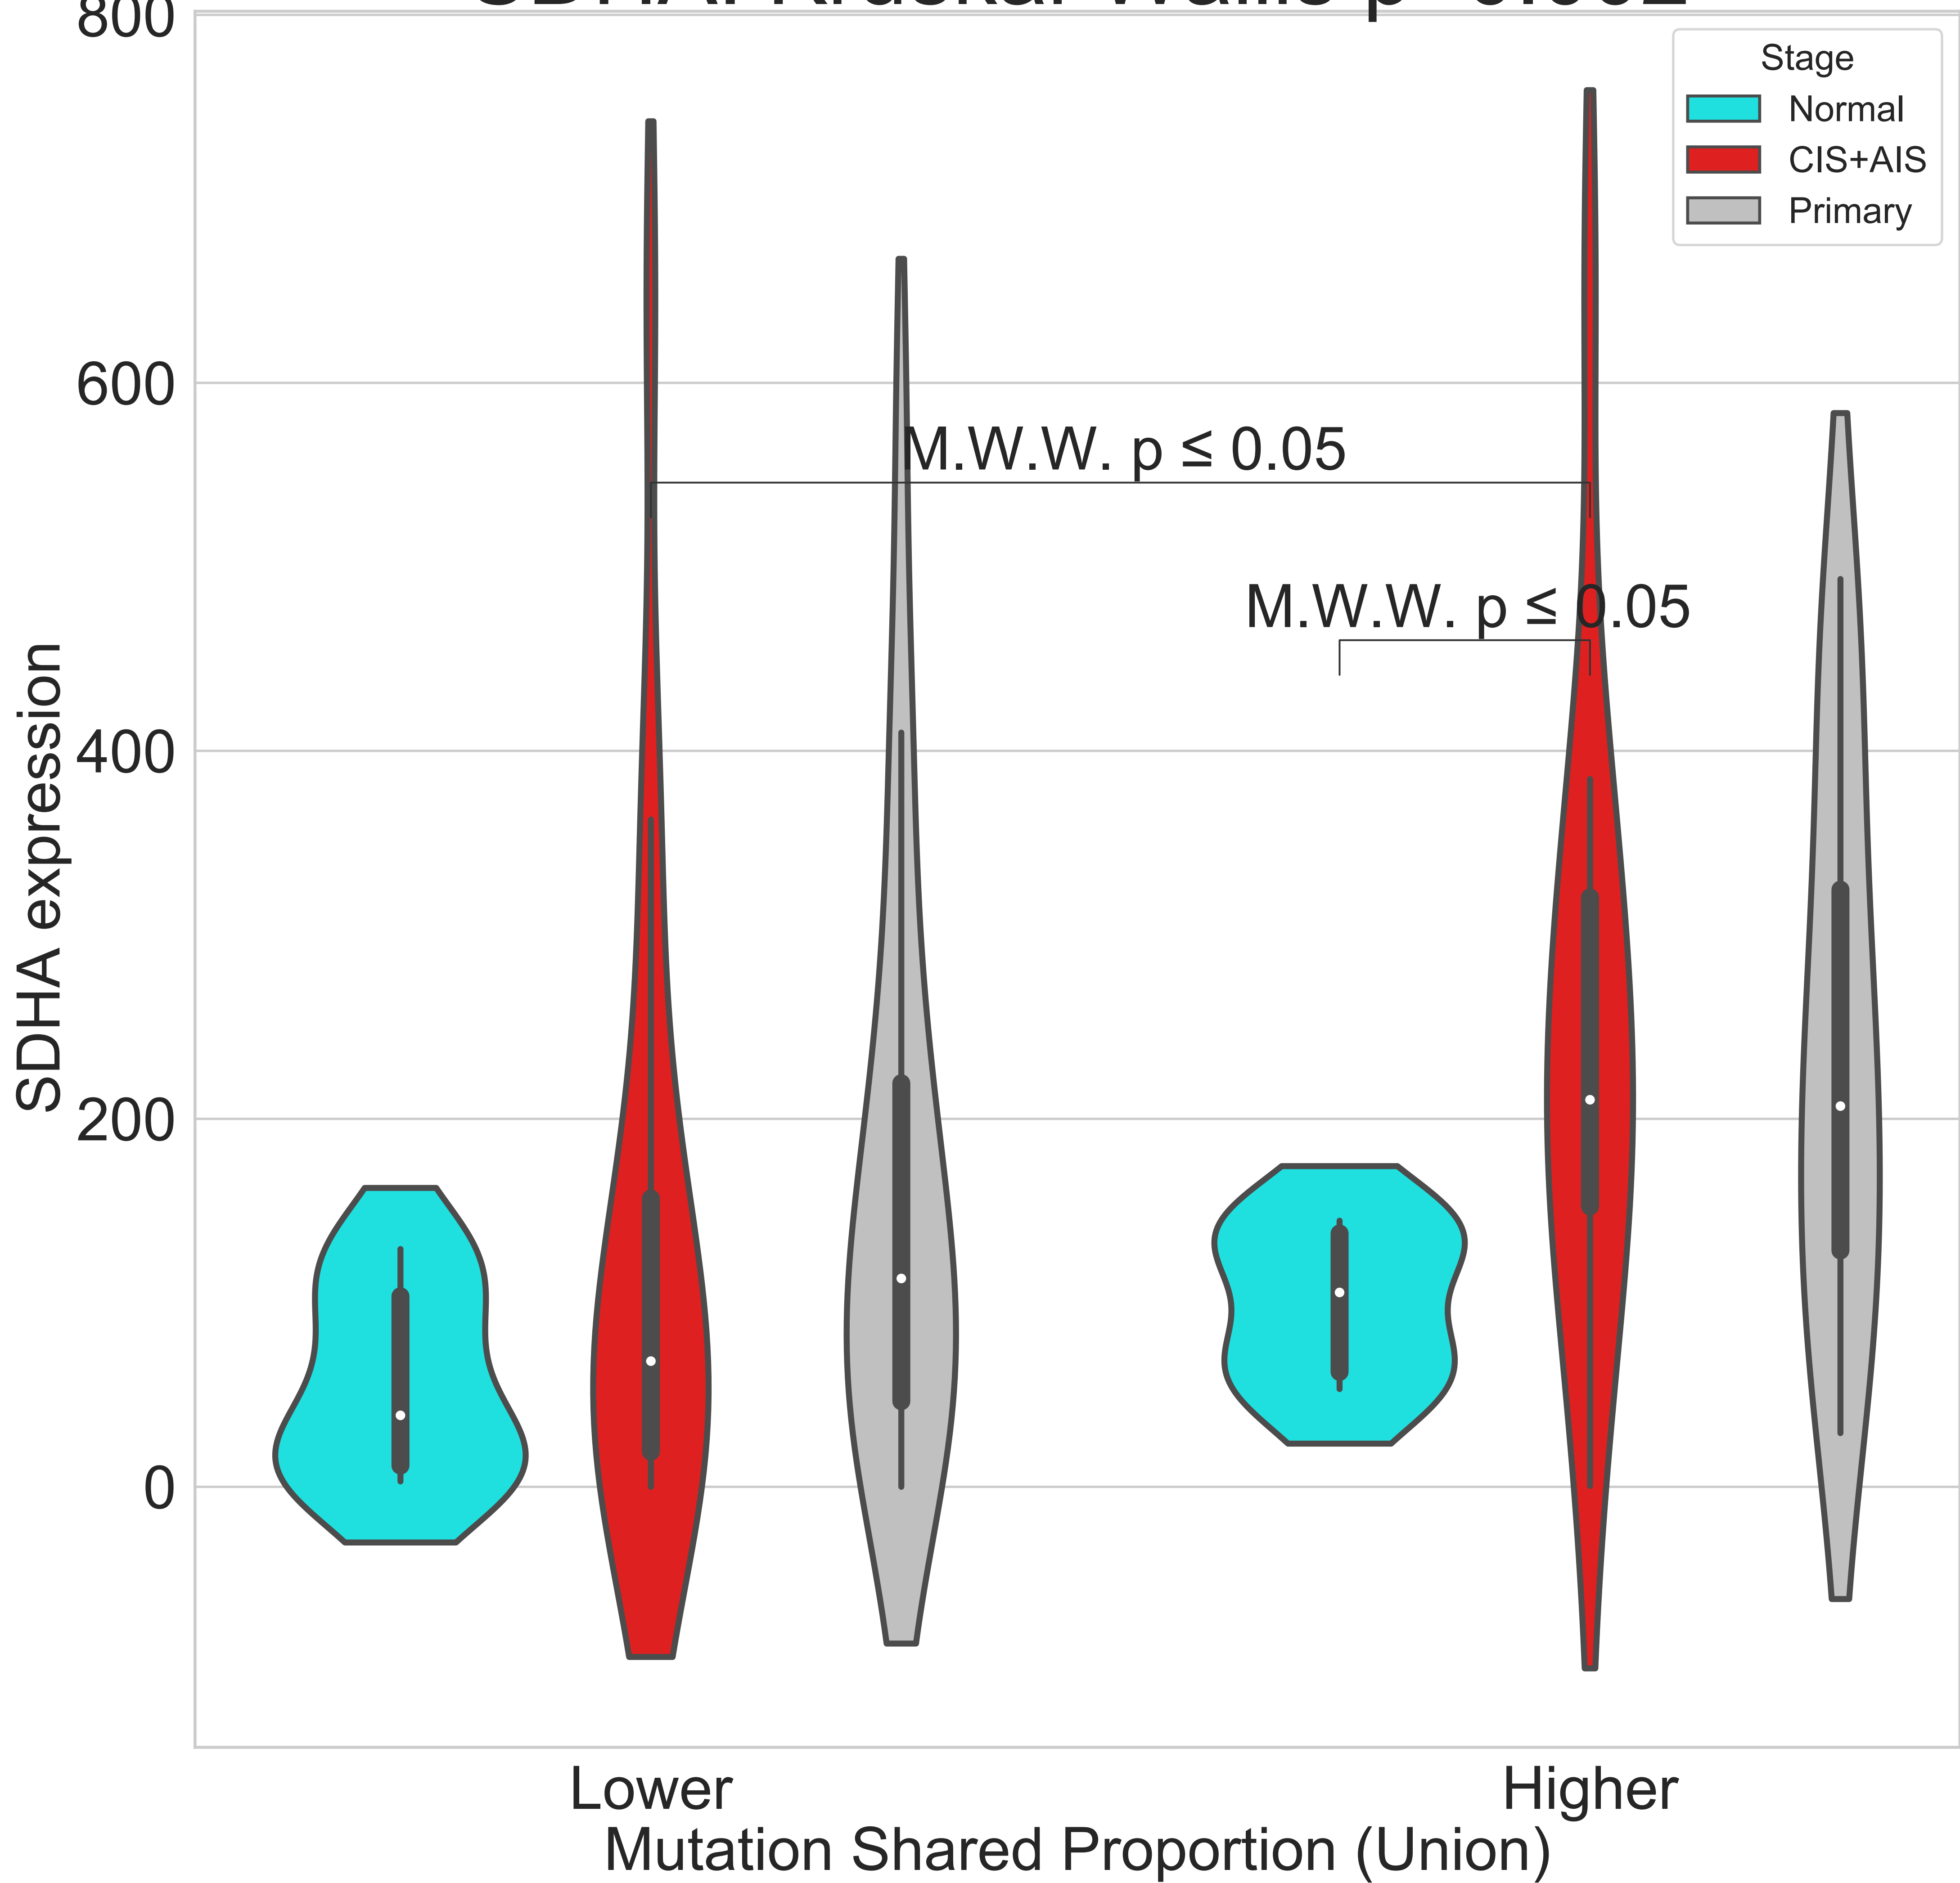 800
Stage
Normal
CIS+AIS
Primary
600
M.W.W. p ≤ 0.05
M.W.W. p ≤ 0.05
400
SDHA expression
200
0
Lower
Higher
Mutation Shared Proportion (Union)